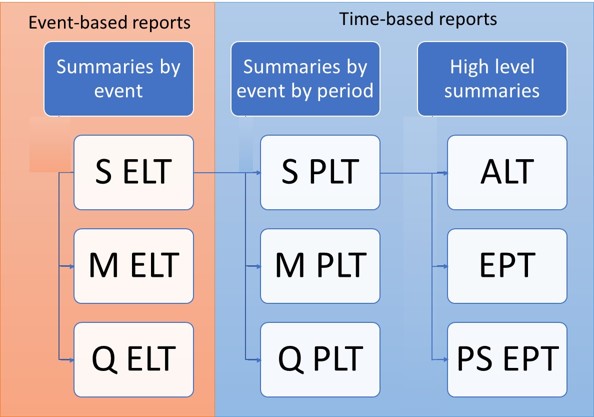 Event-based reports
Time-based reports
Summaries by
event
Summaries by
event by period
High level
summaries
S ELT
S PLT
ALT
M ELT
M PLT
EPT
Q ELT
Q PLT
PS EPT